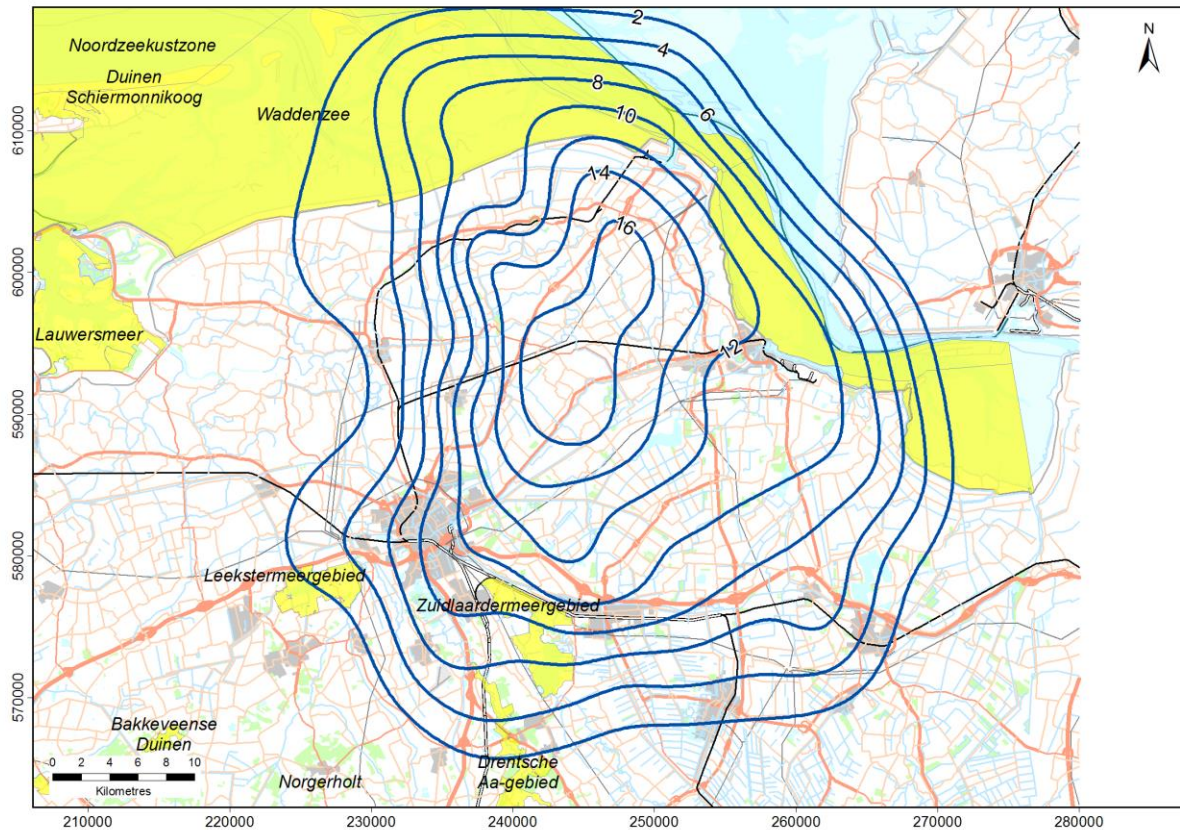 2
4
N
Noordzeekustzone
Duinen
Schiermonnikoog
8
6
Waddenzee
10
14
16
Lauwersmeer
12
Leekstermeergebied
Zuidlaardermeergebied
Bakkeveense
Duinen
Norgerholt
Drentsche
Aa-gebied
0 2 4 6 8 10
Kilometres
610000
600000
590000
580000
570000
210000 220000 230000 240000 250000 260000 270000 280000